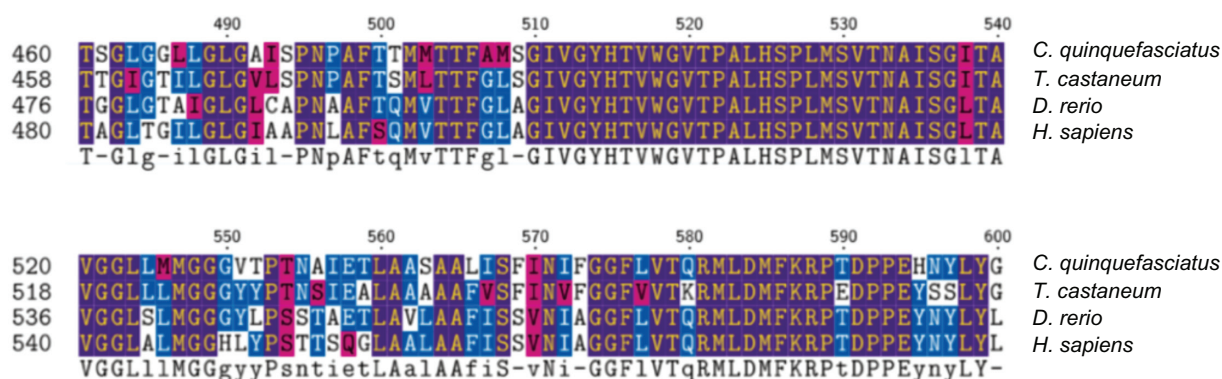 490 500 510 520 530 540
460 TSGLGGLLGLGAISPNPAFTTMMTTFAMSGIVGYHTVWGVTPALHSPLMSVTNAISGITA C. quinquefasciatus
458 TTGIGTILGLGVLSPNPAFTSMLTTFGLSGIVGYHTVWGVTPALHSPLMSVTNAISGITA T. castaneum
476 TGGLGTAIGLGLCAPNAAFTQMVTTFGLAGIVGYHTVWGVTPALHSPLMSVTNAISGLTA D. rerio
480 TAGLTGILGLGIAAPNLAFSQMVTTFGLAGIVGYHTVWGVTPALHSPLMSVTNAISGLTA H. sapiens
T-Glg-ilGLGil-PNpAFtqMvTTFgl-GIVGYHTVWGVTPALHSPLMSVTNAISGlTA
550 560 570 580 590 600
520 VGGLLMMGGGVTPTNAIETLAASAALISFINIFGGFLVTQRMLDMFKRPTDPPEHNYLYG C. quinquefasciatus
518 VGGLLLMGGGYYPTNSIEALAAAAAFVSFINVFGGFVVTKRMLDMFKRPEDPPEYSSLYG T. castaneum
536 VGGLSLMGGGYLPSSTAETLAVLAAFISSVNIAGGFLVTQRMLDMFKRPTDPPEYNYLYL D. rerio
540 VGGLALMGGHLYPSTTSQGLAALAAFISSVNIAGGFLVTQRMLDMFKRPTDPPEYNYLYL H. sapiens
VGGLllMGGgyyPsntietLAalAAfiS-vNi-GGFlVTqRMLDMFKRPtDPPEynyLY-